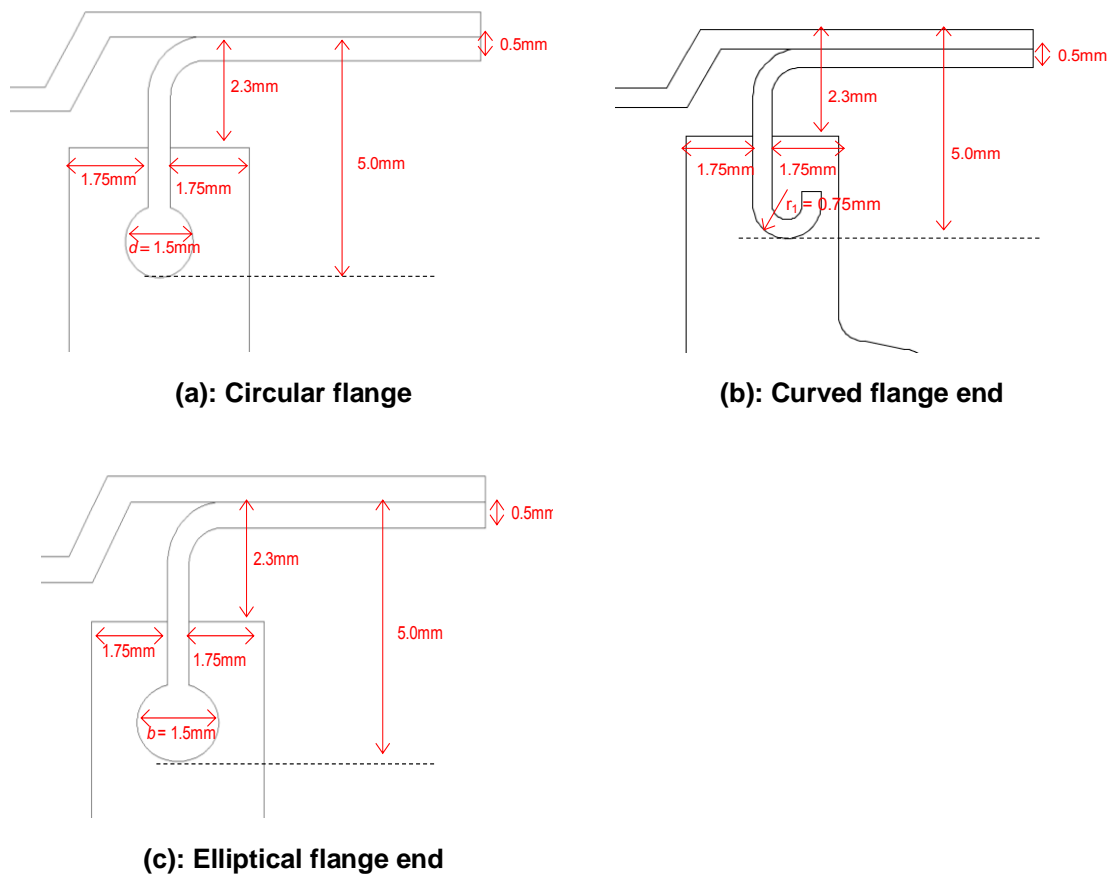 0.5mm
2.3mm
5.0mm
1.75mm
1.75mm
d = 1.5mm
(a): Circular flange
0.5mm
2.3mm
5.0mm
1.75mm
1.75mm
r1 = 0.75mm
(b): Curved flange end
0.5mm
2.3mm
5.0mm
1.75mm
1.75mm
b = 1.5mm
(c): Elliptical flange end